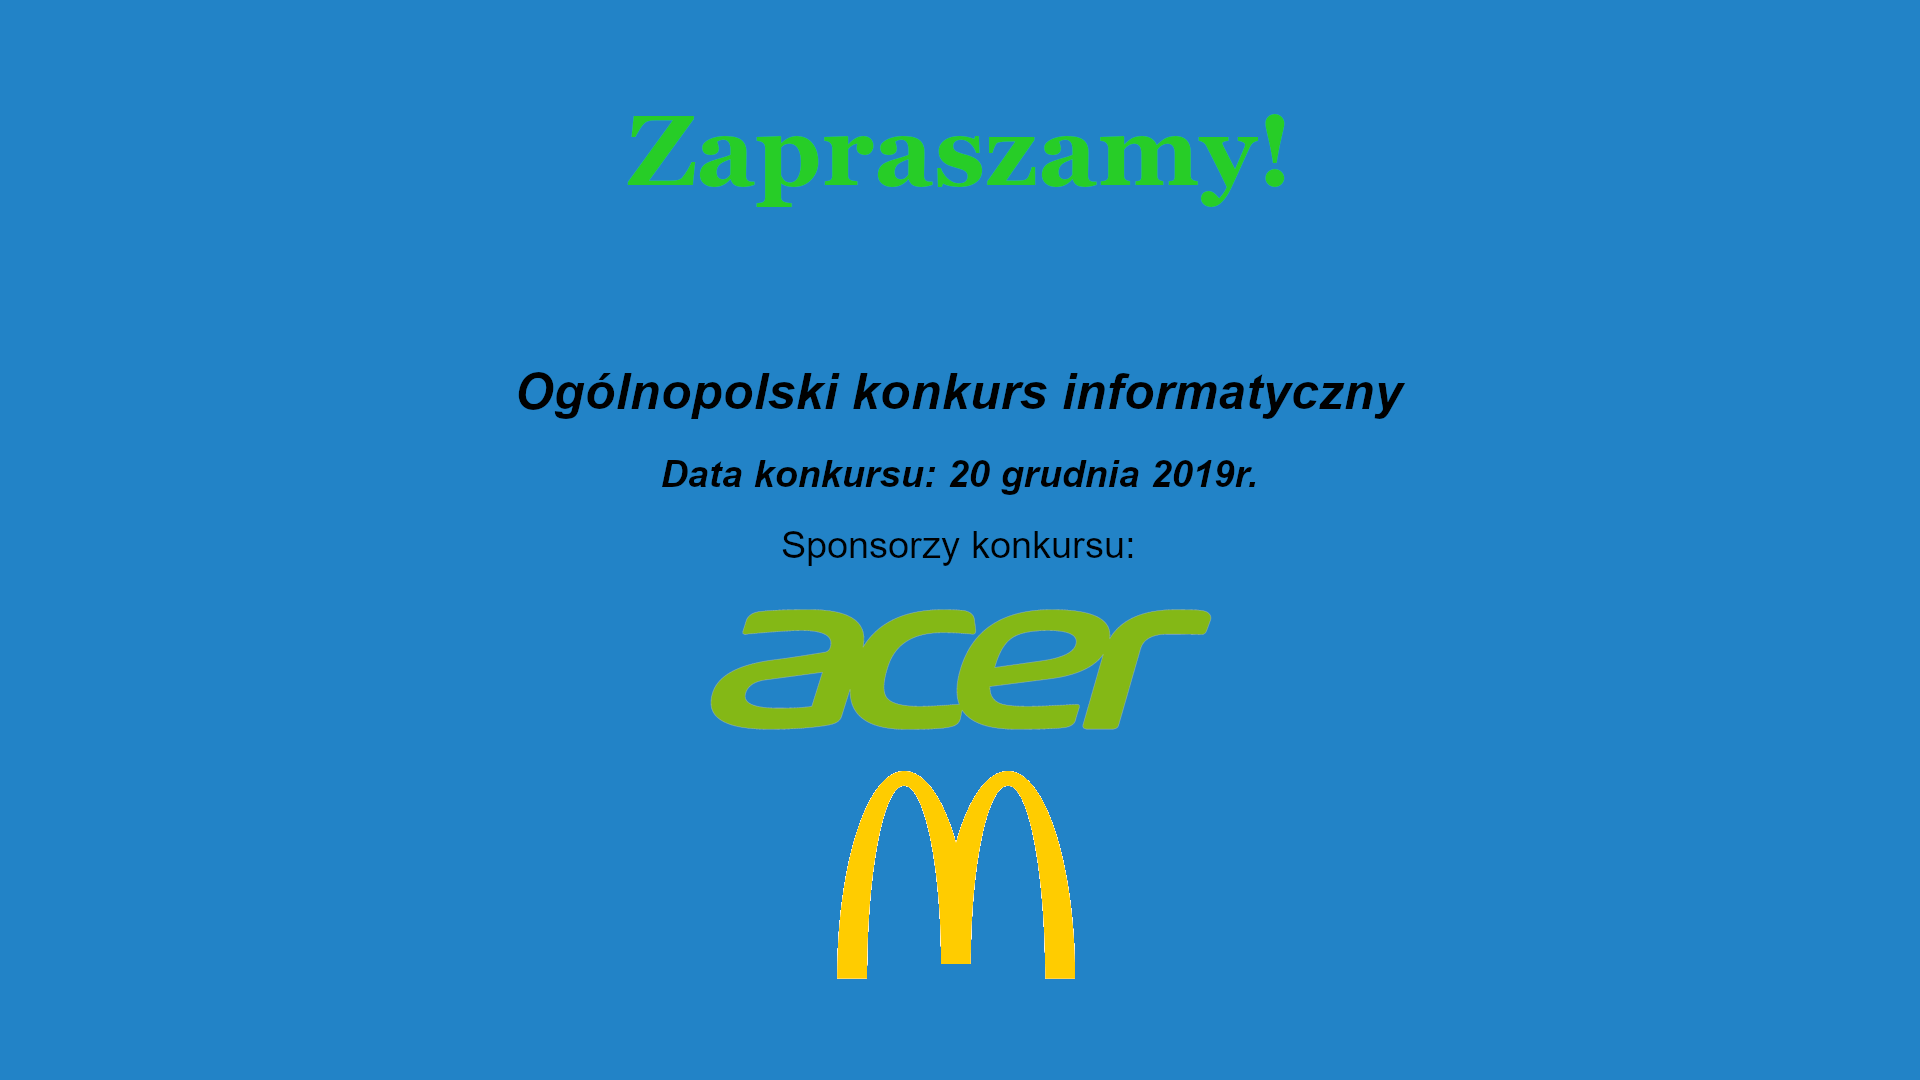 Zapraszamy!
Ogólnopolski konkurs informatyczny
Data konkursu: 20 grudnia 2019r.
Sponsorzy konkursu:
acer
M